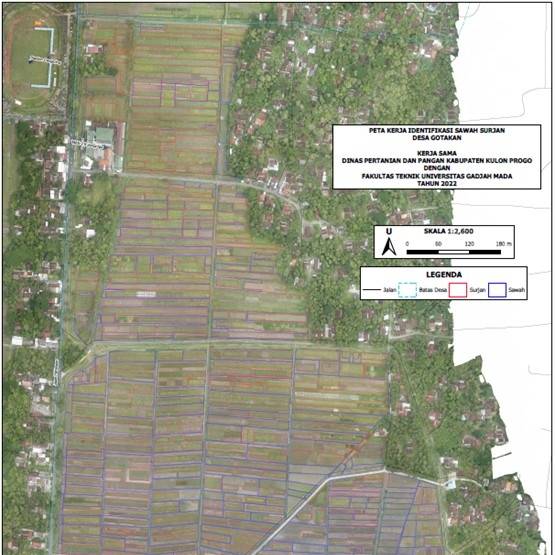 PETA KERJA IDENTIFIKASI SAWAH SURJAN
DESA GOTAKAN
KERJA SAMA
DINAS PERTANIAN DAN PANGAN KABUPATEN KULON PROGO
DENGAN
FAKULTAS TEKNIK UNIVERSITAS GADJAH MADA
TAHUN 2022
U
SKALA 1:2,600
0 60 120 180 m
LEGENDA
Jalan Batas Desa Surjan Sawah